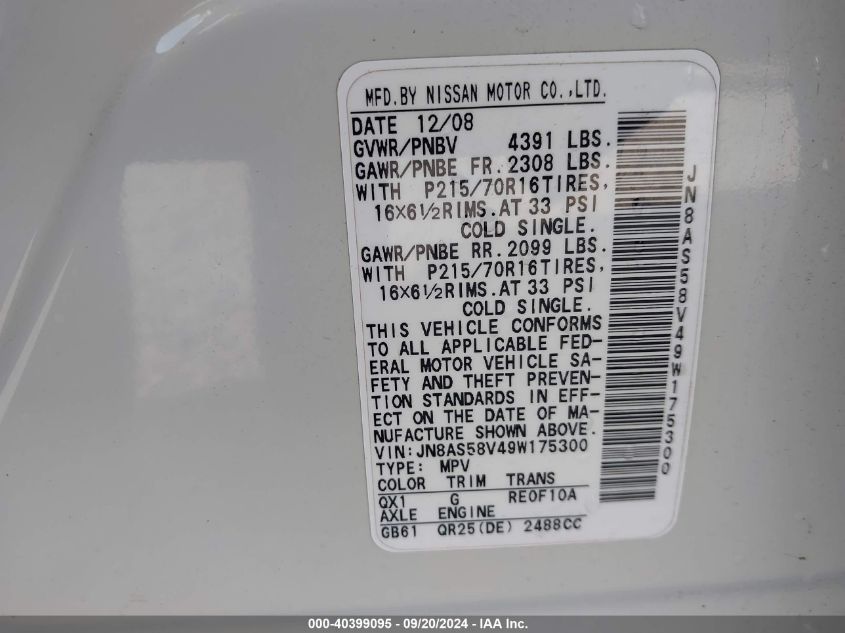 MFD.BY NISSAN MOTOR CO.,LTD.
DATE 12/08
GVWR/PNBV 4391 LBS.
GAWR/PNBE FR. 2308 LBS.
WITH P215/70R16TIRES,
16X6½RIMS.AT 33 PSI
COLD SINGLE.
GAWR/PNBE RR. 2099 LBS.
WITH P215/70R16TIRES,
16X6½RIMS.AT 33 PSI
COLD SINGLE.
THIS VEHICLE CONFORMS
TO ALL APPLICABLE FED-
ERAL MOTOR VEHICLE SA-
FETY AND THEFT PREVEN-
TION STANDARDS IN EFF-
ECT ON THE DATE OF MA-
NUFACTURE SHOWN ABOVE.
VIN:JN8AS58V49W175300
TYPE: MPV
COLOR TRIM TRANS
QX1 G RE0F10A
AXLE ENGINE
GB61 QR25(DE) 2488CC
JN8AS58V49W175300
000-40399095 - 09/20/2024 - IAA Inc.